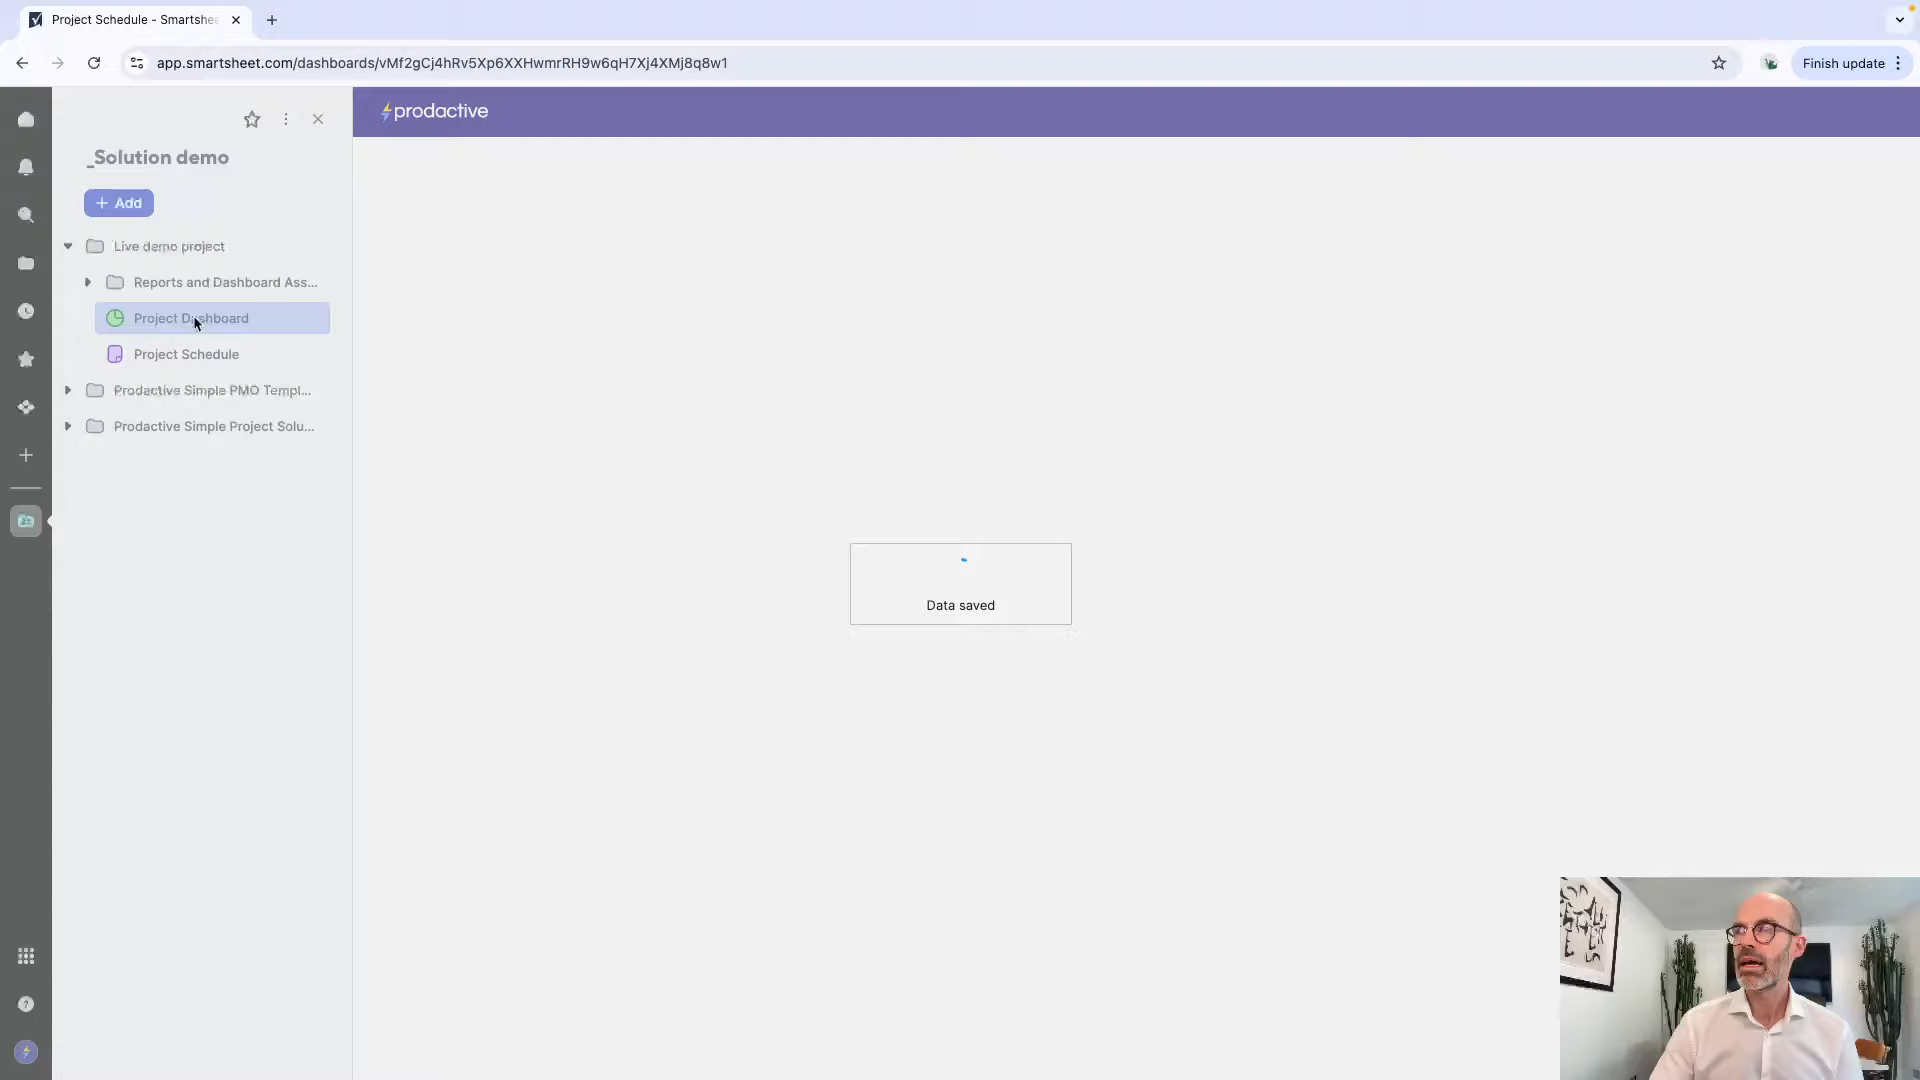 Project Schedule - Smartshe
app.smartsheet.com/dashboards/vMf2gCj4hRv5Xp6XXHwmrRH9w6qH7Xj4XMj8q8w1
Finish update
prodactive
_Solution demo
+ Add
Live demo project
Reports and Dashboard Ass...
Project Dashboard
Project Schedule
Prodactive Simple PMO Templ...
Prodactive Simple Project Solu...
Data saved